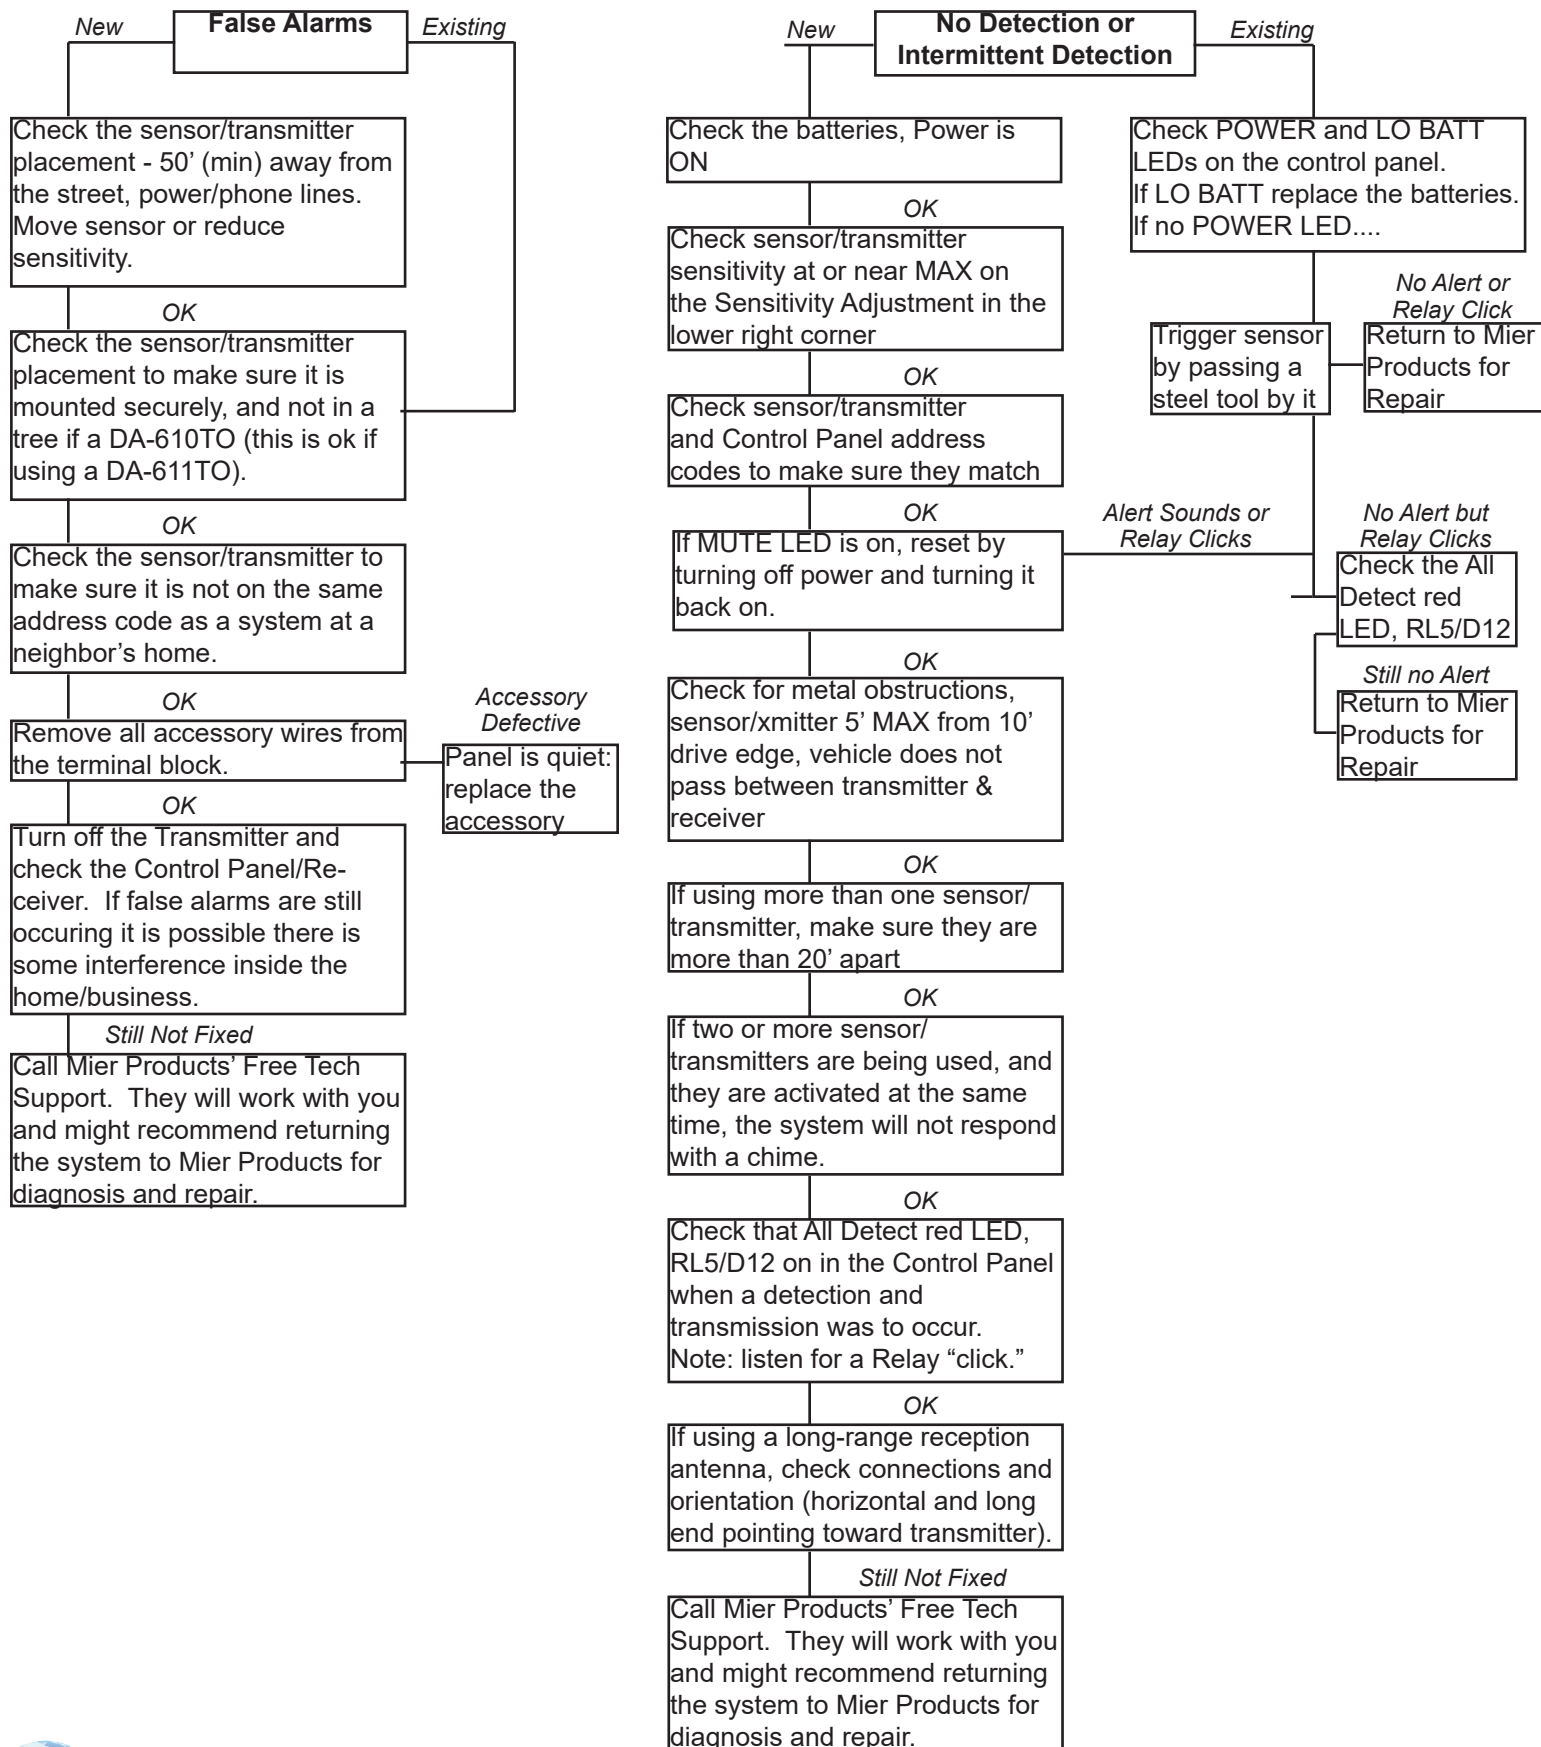 New
False Alarms
Existing
Check the sensor/transmitter
placement - 50' (min) away from
the street, power/phone lines.
Move sensor or reduce
sensitivity.
OK
Check the sensor/transmitter
placement to make sure it is
mounted securely, and not in a
tree if a DA-610TO (this is ok if
using a DA-611TO).
OK
Check the sensor/transmitter to
make sure it is not on the same
address code as a system at a
neighbor's home.
OK
Remove all accessory wires from
the terminal block.
Accessory
Defective
Panel is quiet:
replace the
accessory
OK
Turn off the Transmitter and
check the Control Panel/Re-
ceiver.  If false alarms are still
occuring it is possible there is
some interference inside the
home/business.
Still Not Fixed
Call Mier Products' Free Tech
Support.  They will work with you
and might recommend returning
the system to Mier Products for
diagnosis and repair.
New
No Detection or
Intermittent Detection
Existing
Check the batteries, Power is
ON
OK
Check sensor/transmitter
sensitivity at or near MAX on
the Sensitivity Adjustment in the
lower right corner
OK
Check sensor/transmitter
and Control Panel address
codes to make sure they match
OK
If MUTE LED is on, reset by
turning off power and turning it
back on.
OK
Check for metal obstructions,
sensor/xmitter 5' MAX from 10'
drive edge, vehicle does not
pass between transmitter &
receiver
OK
If using more than one sensor/
transmitter, make sure they are
more than 20' apart
OK
If two or more sensor/
transmitters are being used, and
they are activated at the same
time, the system will not respond
with a chime.
OK
Check that All Detect red LED,
RL5/D12 on in the Control Panel
when a detection and
transmission was to occur.
Note: listen for a Relay “click.”
OK
If using a long-range reception
antenna, check connections and
orientation (horizontal and long
end pointing toward transmitter).
Still Not Fixed
Call Mier Products' Free Tech
Support.  They will work with you
and might recommend returning
the system to Mier Products for
diagnosis and repair.
Check POWER and LO BATT
LEDs on the control panel.
If LO BATT replace the batteries.
If no POWER LED....
Trigger sensor
by passing a
steel tool by it
No Alert or
Relay Click
Return to Mier
Products for
Repair
Alert Sounds or
Relay Clicks
No Alert but
Relay Clicks
Check the All
Detect red
LED, RL5/D12
Still no Alert
Return to Mier
Products for
Repair